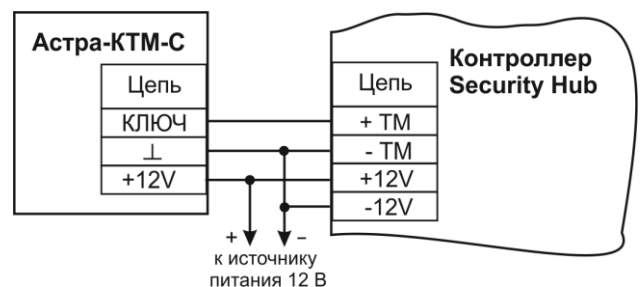 Астра-КТМ-С
Цепь
КЛЮЧ
⊥
+12V
Контроллер
Security Hub
Цепь
+ ТМ
- ТМ
+12V
-12V
+ –
к источнику
питания 12 В